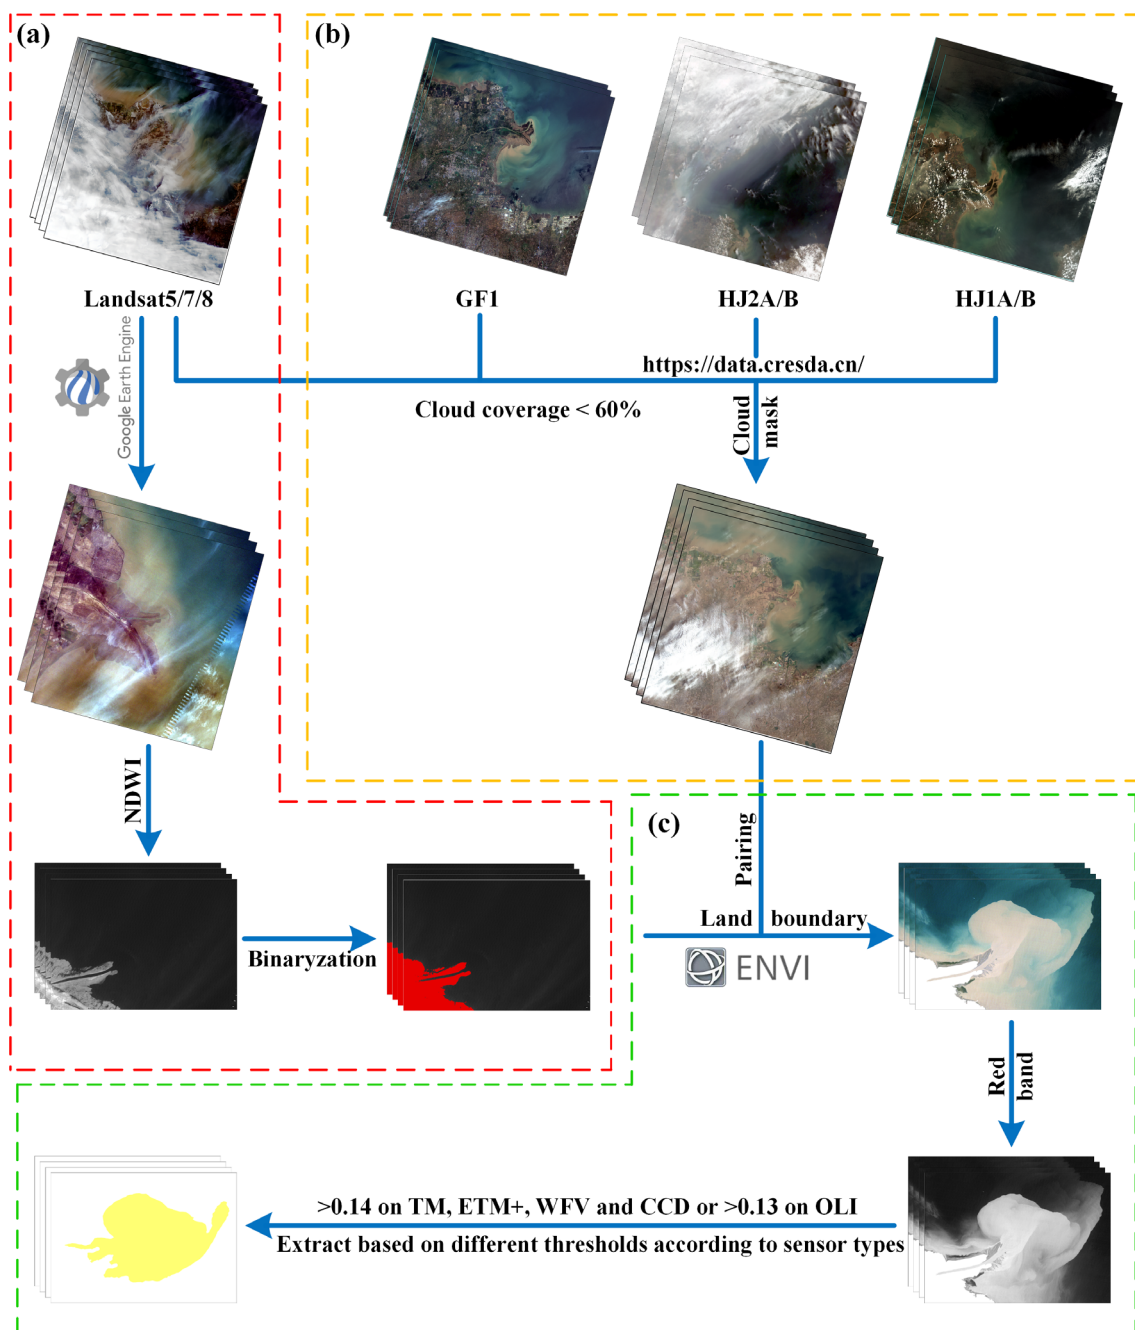 (a)
(b)
Landsat5/7/8
GF1
HJ2A/B
HJ1A/B
Google Earth Engine
https://data.cresda.cn/
Cloud coverage < 60%
Cloud
mask
NDWI
Binaryzation
(c)
Pairing
Land boundary
ENVI
Red
band
>0.14 on TM, ETM+, WFV and CCD or >0.13 on OLI
Extract based on different thresholds according to sensor types